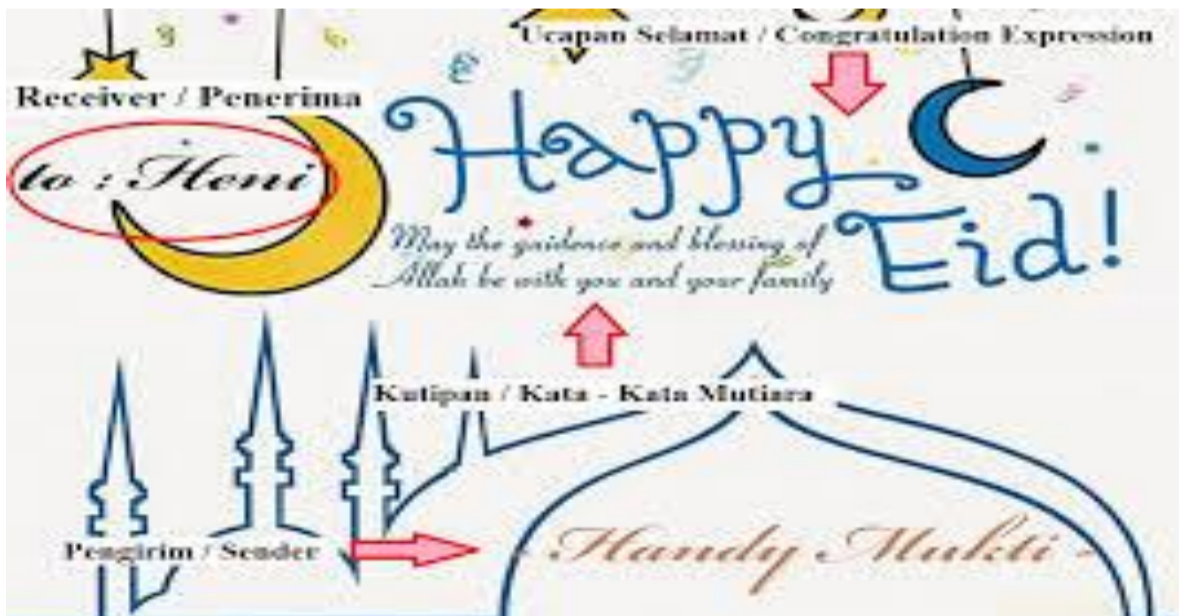 Ucapan Selamat / Congratulation Expression
Receiver / Penerima
to : Heni
Happy
Eid!
May the guidence and blessing of
Allah be with you and your family
Kutipan / Kata - Kata Mutiara
Pengirim / Sender
- Handy Mukti -